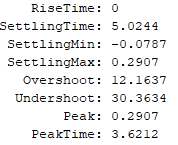 RiseTime: 0
SettlingTime: 5.0244
SettlingMin: -0.0787
SettlingMax: 0.2907
Overshoot: 12.1637
Undershoot: 30.3634
Peak: 0.2907
PeakTime: 3.6212